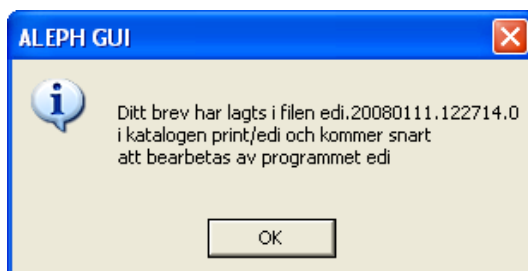 ALEPH GUI
Ditt brev har lagts i filen edi.20080111.122714.0
i katalogen print/edi och kommer snart
att bearbetas av programmet edi
OK